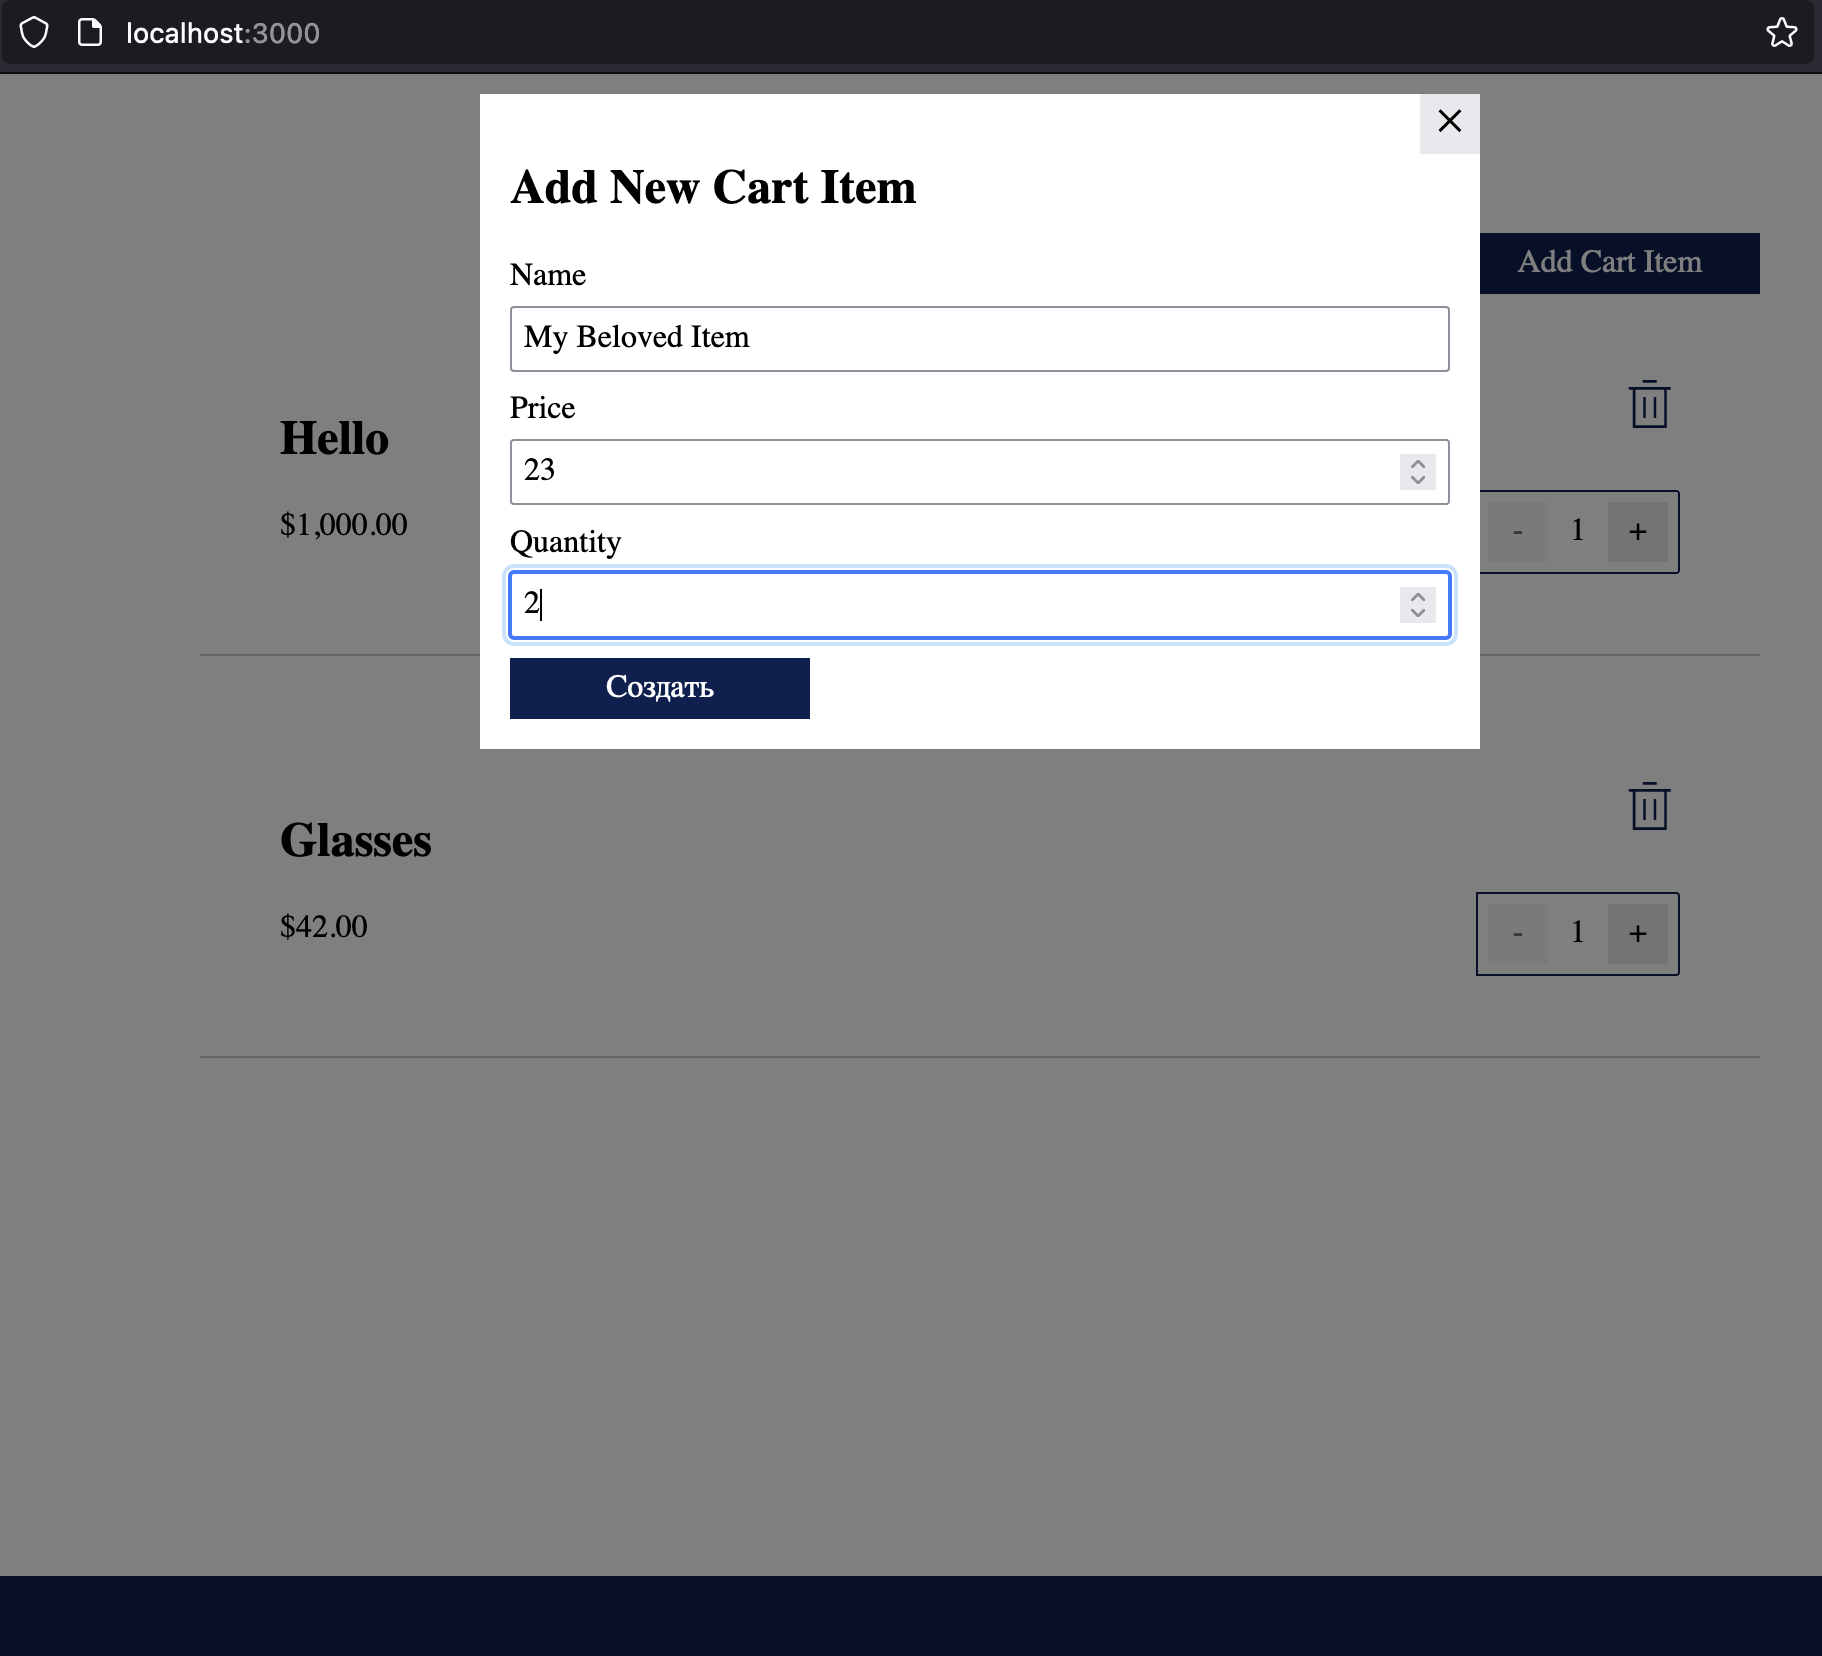 localhost:3000
Add New Cart Item
Add Cart Item
Name
My Beloved Item
Price
23
Hello
$1,000.00
- 1 +
Quantity
2
Создать
Glasses
$42.00
- 1 +